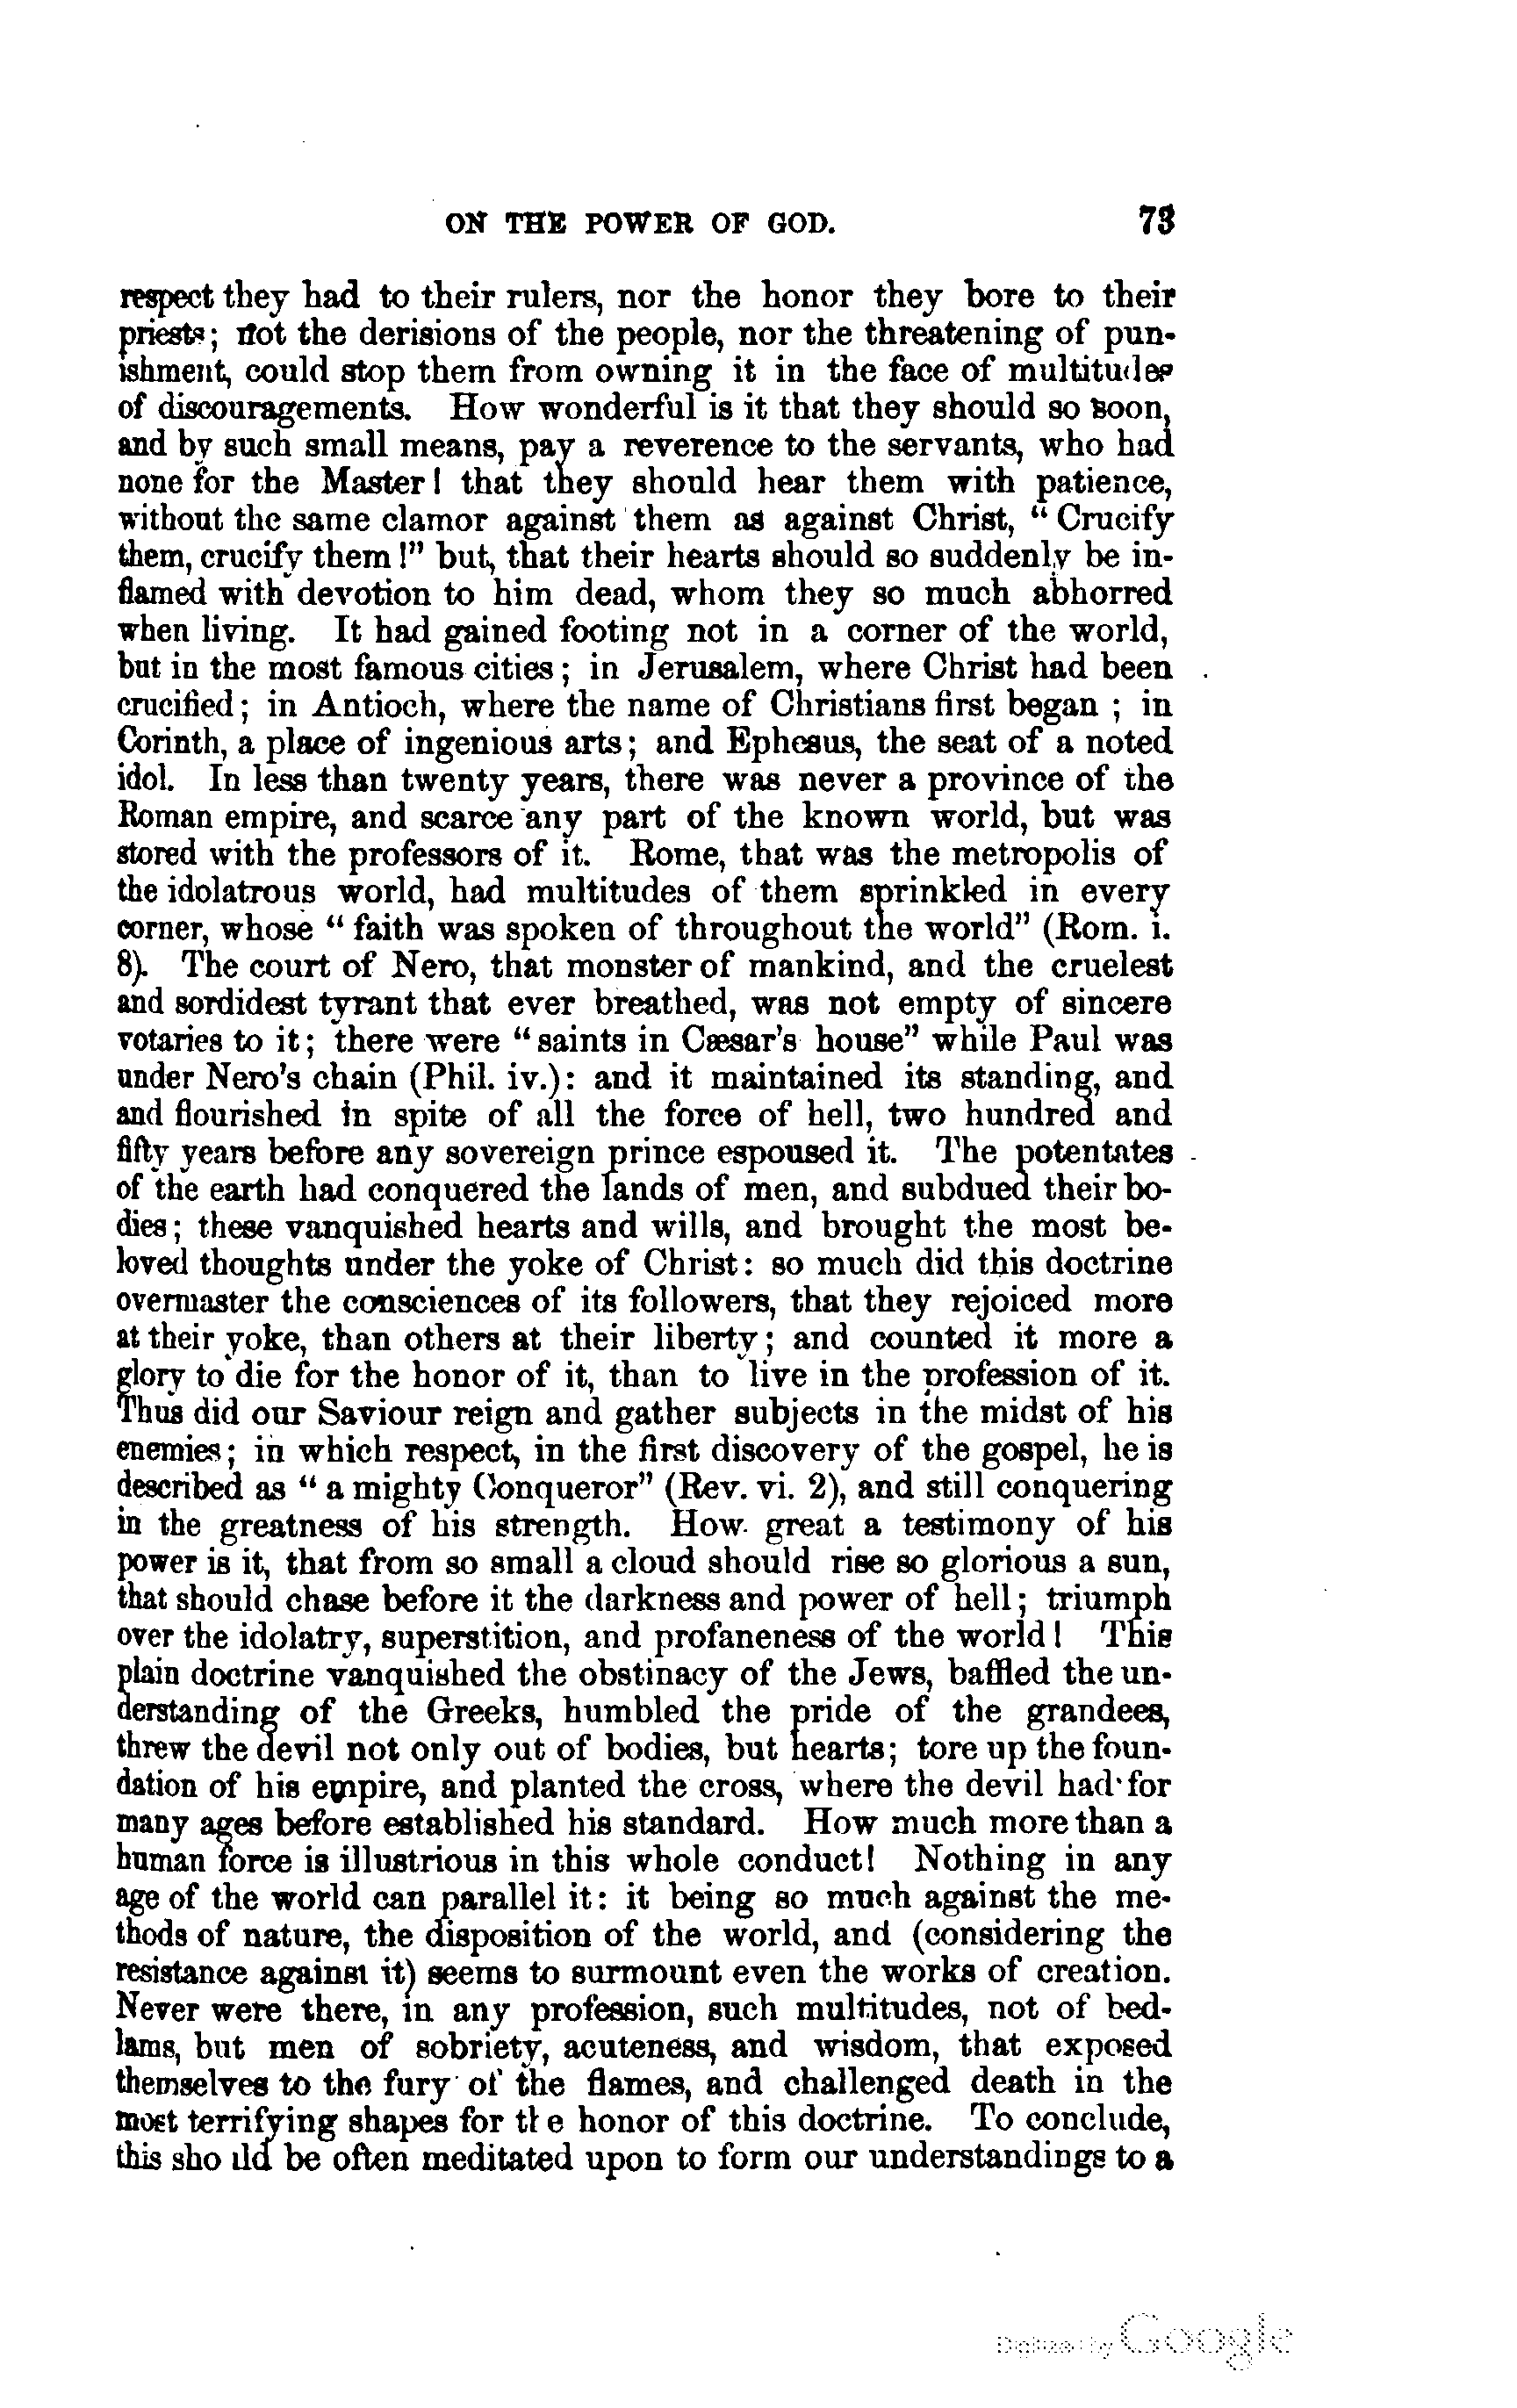 ON THE POWER OF GOD. 73
respect they had to their rulers, nor the honor they bore to their
priests; not the derisions of the people, nor the threatening of pun-
ishment, could stop them from owning it in the face of multitudes
of discouragements. How wonderful is it that they should so soon,
and by such small means, pay a reverence to the servants, who had
none for the Master! that they should hear them with patience,
without the same clamor against them as against Christ, “ Crucify
them, crucify them!” but, that their hearts should so suddenly be in-
flamed with devotion to him dead, whom they so much abhorred
when living. It had gained footing not in a corner of the world,
but in the most famous cities; in Jerusalem, where Christ had been
crucified; in Antioch, where the name of Christians first began ; in
Corinth, a place of ingenious arts; and Ephesus, the seat of a noted
idol. In less than twenty years, there was never a province of the
Roman empire, and scarce any part of the known world, but was
stored with the professors of it. Rome, that was the metropolis of
the idolatrous world, had multitudes of them sprinkled in every
corner, whose “ faith was spoken of throughout the world” (Rom. i.
8). The court of Nero, that monster of mankind, and the cruelest
and sordidest tyrant that ever breathed, was not empty of sincere
votaries to it; there were “saints in Cæsar's house” while Paul was
under Nero's chain (Phil. iv.): and it maintained its standing, and
and flourished in spite of all the force of hell, two hundred and
fifty years before any sovereign prince espoused it. The potentates
of the earth had conquered the lands of men, and subdued their bo-
dies; these vanquished hearts and wills, and brought the most be-
loved thoughts under the yoke of Christ: so much did this doctrine
overmaster the consciences of its followers, that they rejoiced more
at their yoke, than others at their liberty; and counted it more a
glory to die for the honor of it, than to live in the profession of it.
Thus did our Saviour reign and gather subjects in the midst of his
enemies; in which respect, in the first discovery of the gospel, he is
described as “ a mighty Conqueror” (Rev. vi. 2), and still conquering
in the greatness of his strength. How great a testimony of his
power is it, that from so small a cloud should rise so glorious a sun,
that should chase before it the darkness and power of hell; triumph
over the idolatry, superstition, and profaneness of the world! This
plain doctrine vanquished the obstinacy of the Jews, baffled the un-
derstanding of the Greeks, humbled the pride of the grandees,
threw the devil not only out of bodies, but hearts; tore up the foun-
dation of his empire, and planted the cross, where the devil had for
many ages before established his standard. How much more than a
human force is illustrious in this whole conduct! Nothing in any
age of the world can parallel it: it being so much against the me-
thods of nature, the disposition of the world, and (considering the
resistance against it) seems to surmount even the works of creation.
Never were there, in any profession, such multitudes, not of bed-
lams, but men of sobriety, acuteness, and wisdom, that exposed
themselves to the fury of the flames, and challenged death in the
most terrifying shapes for the honor of this doctrine. To conclude,
this should be often meditated upon to form our understandings to a
Digitized by Google